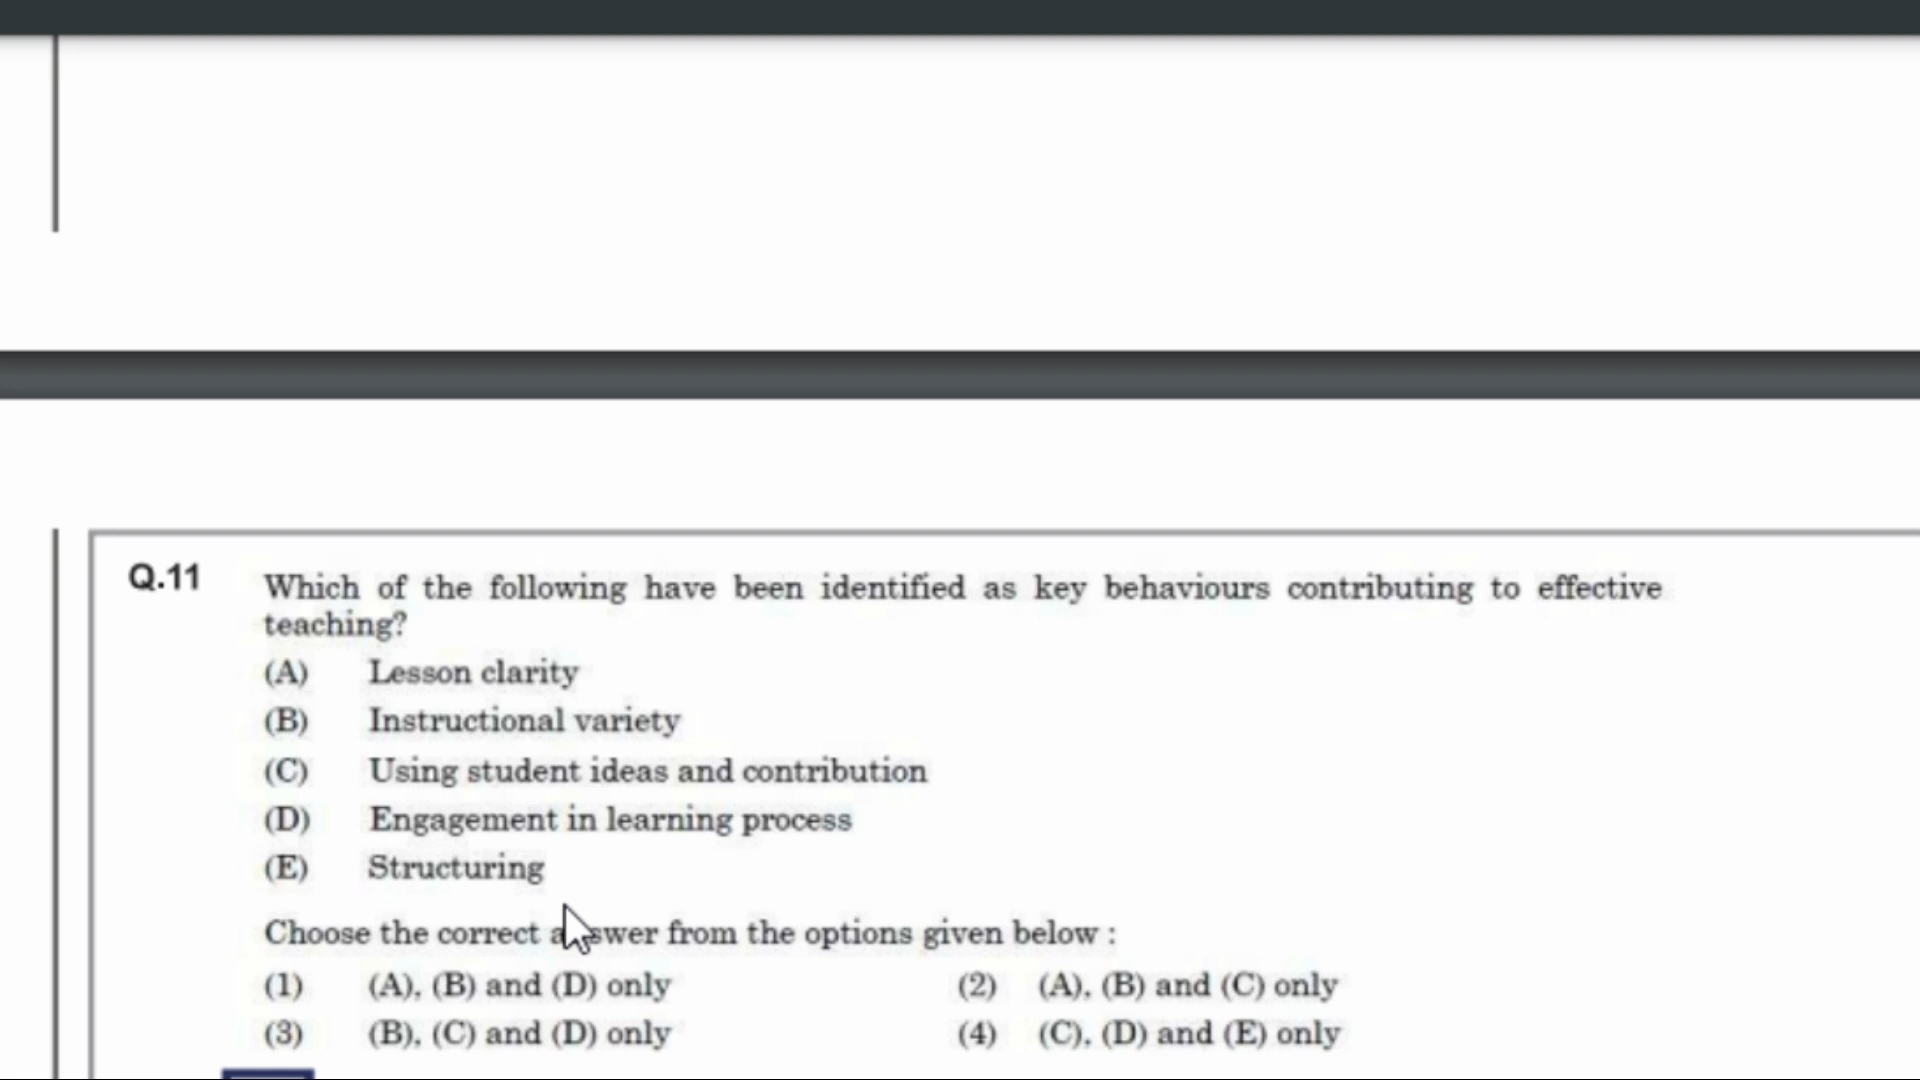 Q.11 Which of the following have been identified as key behaviours contributing to effective
teaching?
(A) Lesson clarity
(B) Instructional variety
(C) Using student ideas and contribution
(D) Engagement in learning process
(E) Structuring
Choose the correct answer from the options given below :
(1) (A), (B) and (D) only (2) (A), (B) and (C) only
(3) (B), (C) and (D) only (4) (C), (D) and (E) only